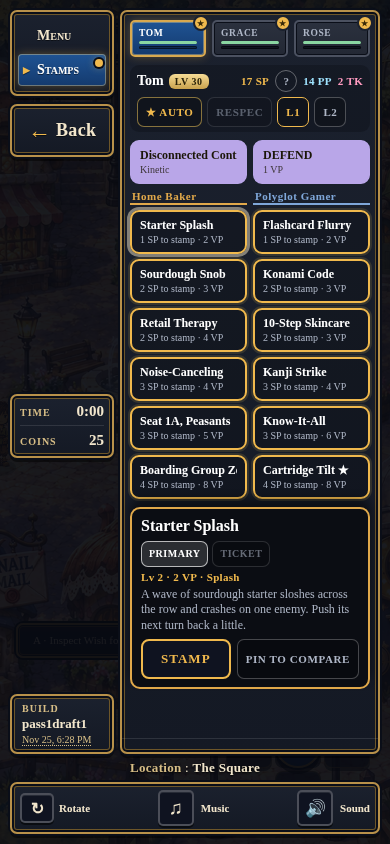 Menu
▶ Stamps
← Back
TIME 0:00
COINS 25
BUILD
pass1draft1
Nov 25, 6:28 PM
TOM
GRACE
ROSE
Tom LV 30 17 SP ? 14 PP 2 TK
★ AUTO RESPEC L1 L2
Disconnected Cont
Kinetic
DEFEND
1 VP
Home Baker
Polyglot Gamer
Starter Splash
1 SP to stamp · 2 VP
Flashcard Flurry
1 SP to stamp · 2 VP
Sourdough Snob
2 SP to stamp · 3 VP
Konami Code
2 SP to stamp · 3 VP
Retail Therapy
2 SP to stamp · 4 VP
10-Step Skincare
2 SP to stamp · 4 VP
Noise-Canceling
3 SP to stamp · 4 VP
Kanji Strike
3 SP to stamp · 4 VP
Seat 1A, Peasants
3 SP to stamp · 5 VP
Know-It-All
3 SP to stamp · 6 VP
Boarding Group Z
4 SP to stamp · 8 VP
Cartridge Tilt ★
4 SP to stamp · 8 VP
Starter Splash
PRIMARY TICKET
Lv 2 · 2 VP · Splash
A wave of sourdough starter sloshes across
the row and crashes on one enemy. Push its
next turn back a little.
STAMP PIN TO COMPARE
Location : The Square
Rotate Music Sound